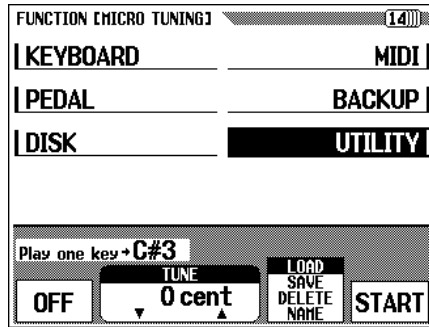 FUNCTION [MICRO TUNING] 14
KEYBOARD MIDI
PEDAL BACKUP
DISK UTILITY
Play one key→C#3
TUNE
0 cent
▼ ▲
OFF
LOAD
SAVE
DELETE
NAME
START